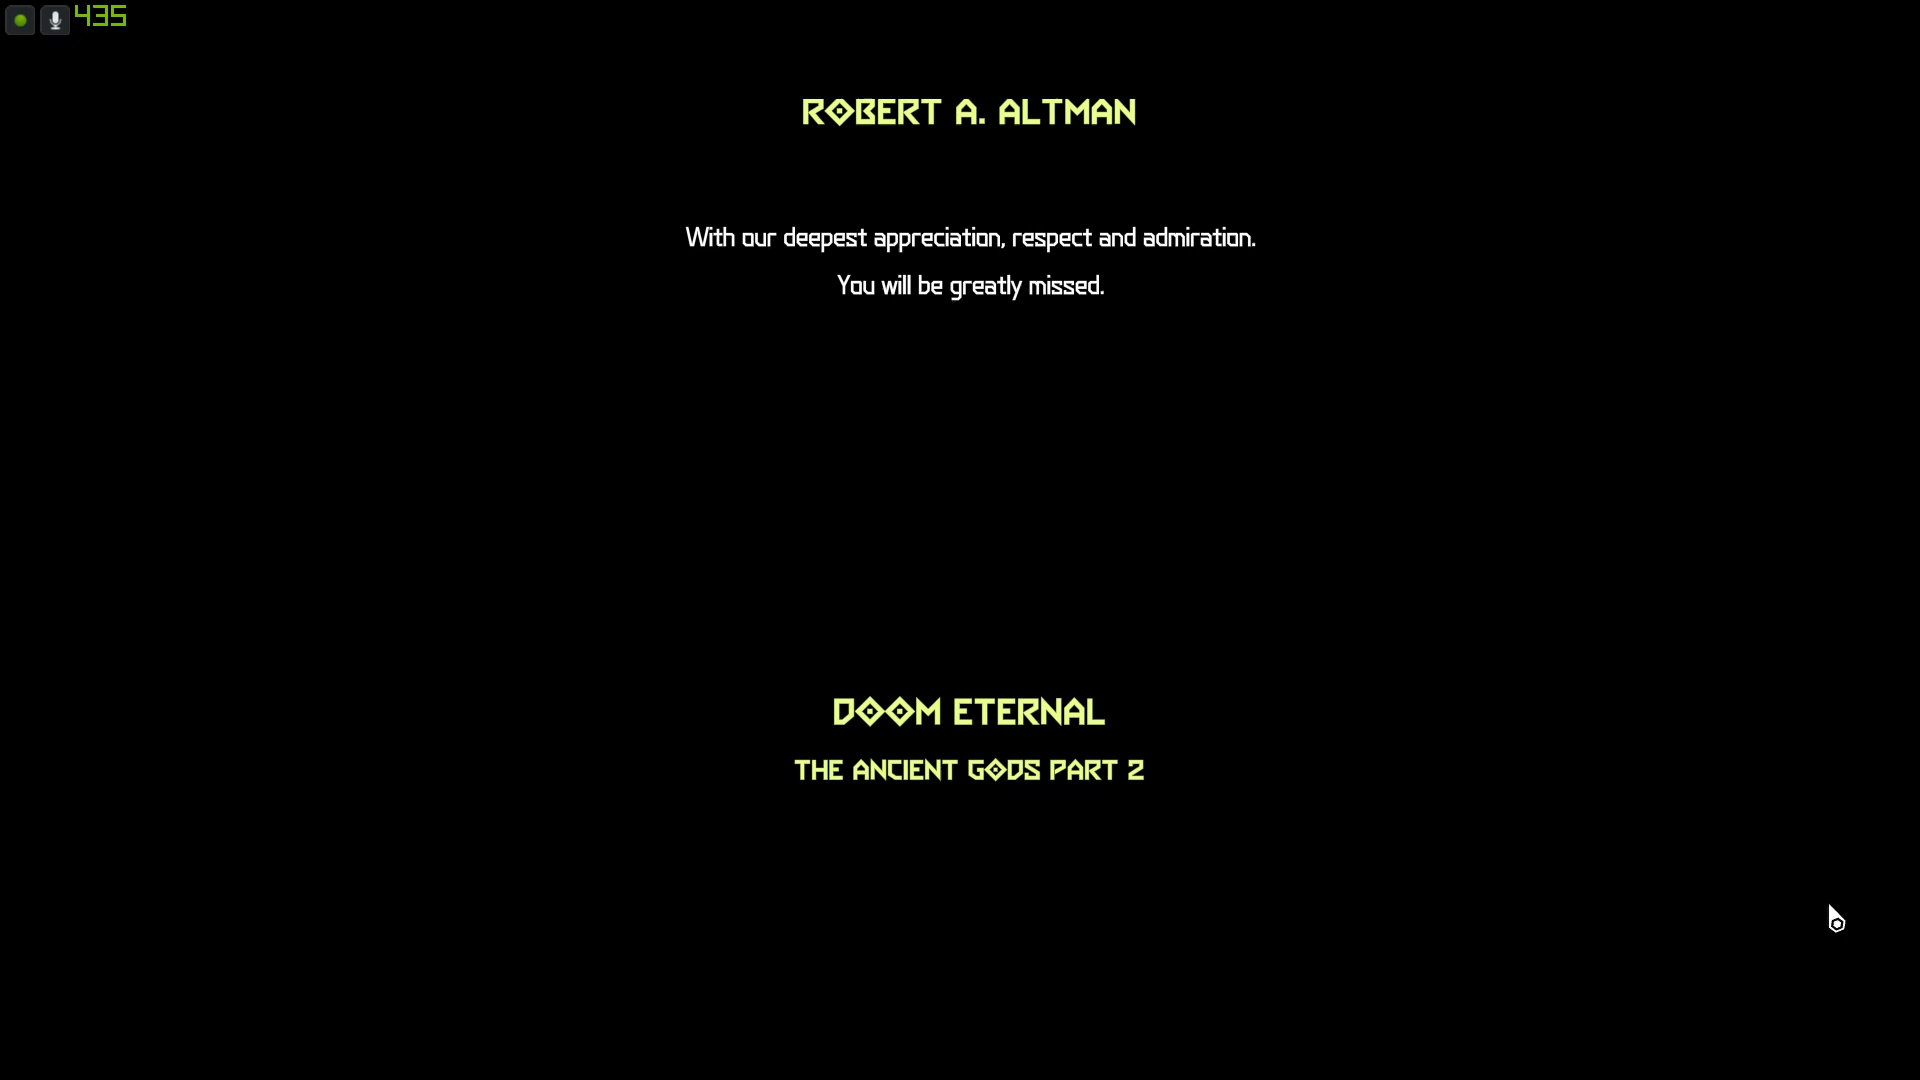 435
ROBERT A. ALTMAN
With our deepest appreciation, respect and admiration.
You will be greatly missed.
DOOM ETERNAL
THE ANCIENT GODS PART 2